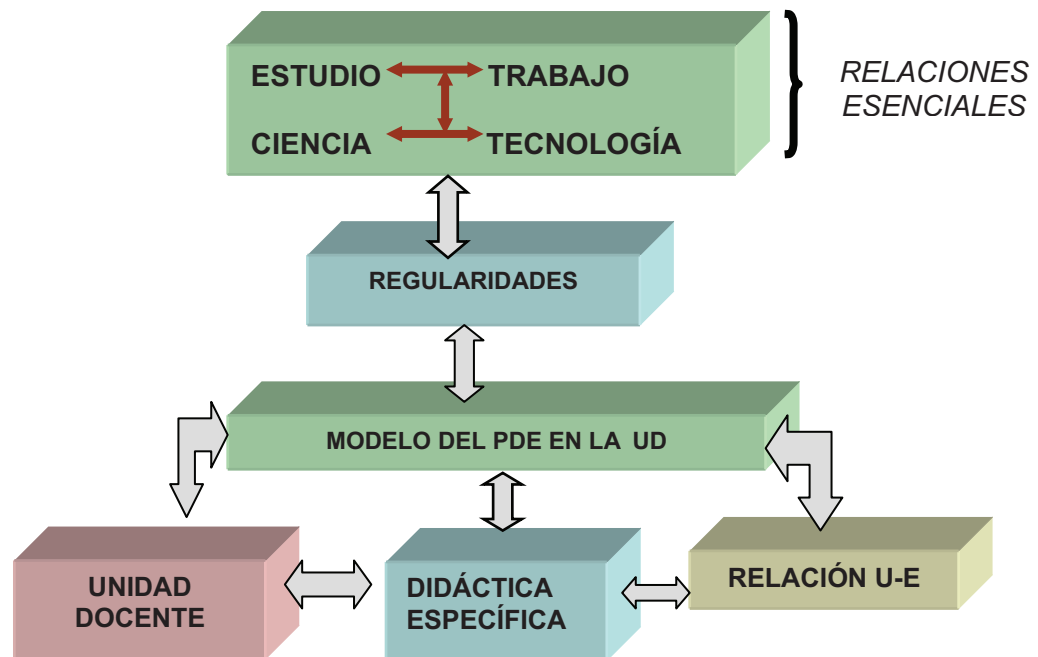 ESTUDIO TRABAJO
CIENCIA TECNOLOGÍA
RELACIONES
ESENCIALES
REGULARIDADES
MODELO DEL PDE EN LA UD
UNIDAD
DOCENTE
DIDÁCTICA
ESPECÍFICA
RELACIÓN U-E